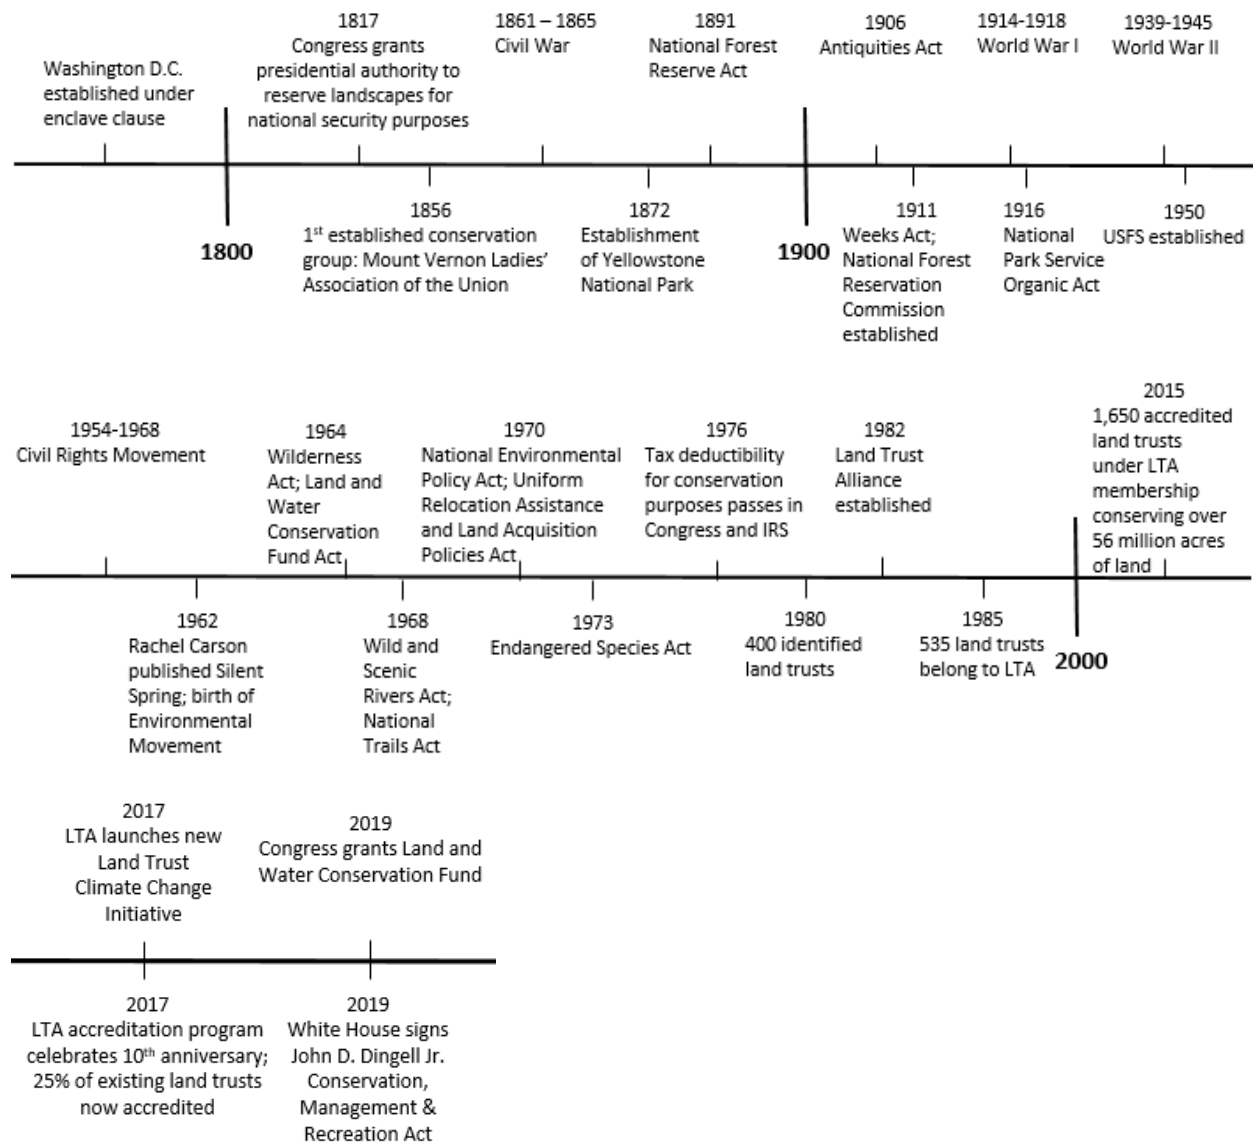 Washington D.C.
established under
enclave clause
1817
Congress grants
presidential authority to
reserve landscapes for
national security purposes
1861 – 1865
Civil War
1891
National Forest
Reserve Act
1906
Antiquities Act
1914-1918
World War I
1939-1945
World War II
1800
1856
1st established conservation
group: Mount Vernon Ladies’
Association of the Union
1872
Establishment
of Yellowstone
National Park
1900
1911
Weeks Act;
National Forest
Reservation
Commission
established
1916
National
Park Service
Organic Act
1950
USFS established
1954-1968
Civil Rights Movement
1964
Wilderness
Act; Land and
Water
Conservation
Fund Act
1970
National Environmental
Policy Act; Uniform
Relocation Assistance
and Land Acquisition
Policies Act
1976
Tax deductibility
for conservation
purposes passes in
Congress and IRS
1982
Land Trust
Alliance
established
2015
1,650 accredited
land trusts
under LTA
membership
conserving over
56 million acres
of land
1962
Rachel Carson
published Silent
Spring; birth of
Environmental
Movement
1968
Wild and
Scenic
Rivers Act;
National
Trails Act
1973
Endangered Species Act
1980
400 identified
land trusts
1985
535 land trusts
belong to LTA
2000
2017
LTA launches new
Land Trust
Climate Change
Initiative
2019
Congress grants Land and
Water Conservation Fund
2017
LTA accreditation program
celebrates 10th anniversary;
25% of existing land trusts
now accredited
2019
White House signs
John D. Dingell Jr.
Conservation,
Management &
Recreation Act